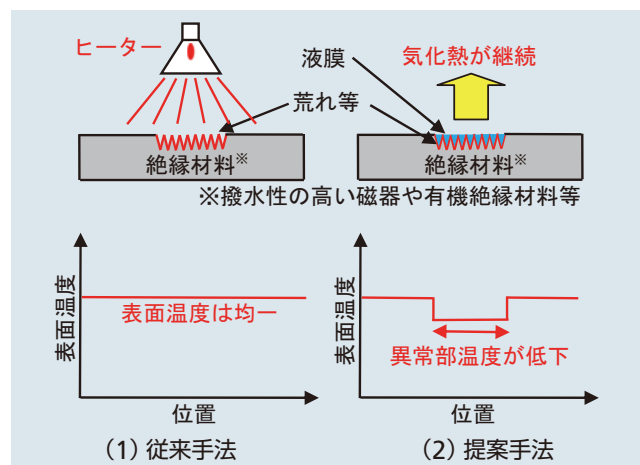 ヒーター
荒れ等
絶縁材料※
液膜
気化熱が継続
絶縁材料※
※撥水性の高い磁器や有機絶縁材料等
表面温度
表面温度は均一
位置
(1)従来手法
表面温度
異常部温度が低下
位置
(2)提案手法